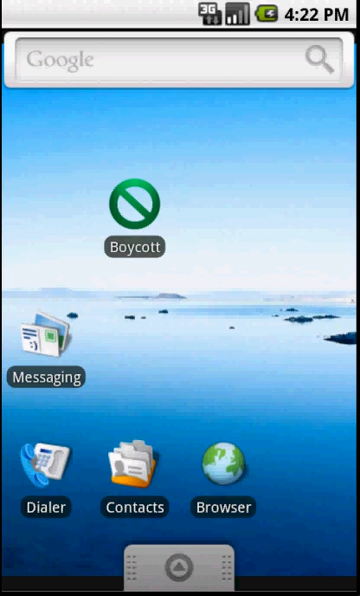 3G 4:22 PM
Google
Boycott
Messaging
Dialer Contacts Browser